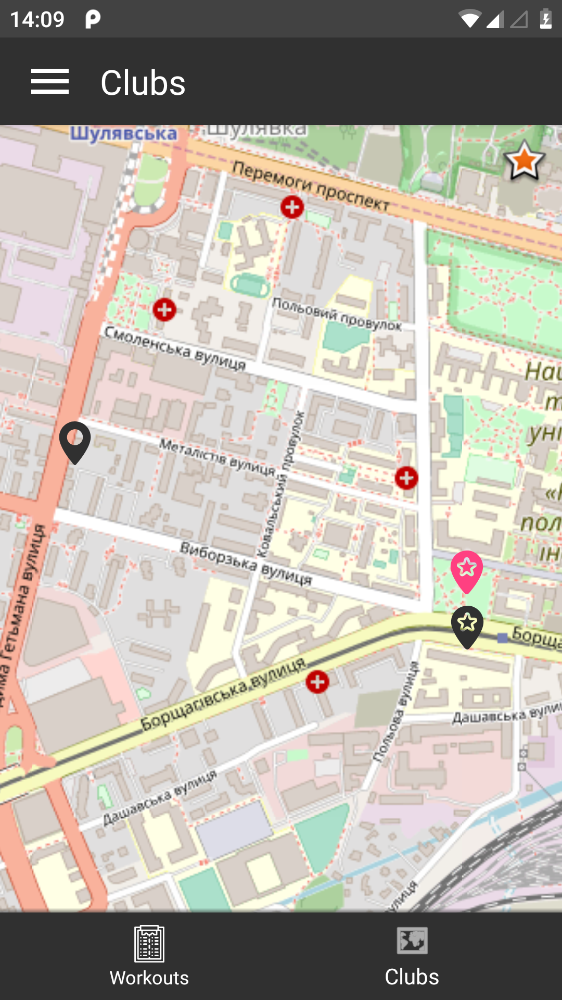 14:09
Clubs
Шулявська
Шулявка
Перемоги проспект
Польовий провулок
Смоленська вулиця
Металістів вулиця
Ковальський провулок
Виборзька вулиця
Гетьмана вулиця
Борщагівська вулиця
Польова вулиця
Дашавська вулиця
Дашавська вулиця
Workouts
Clubs